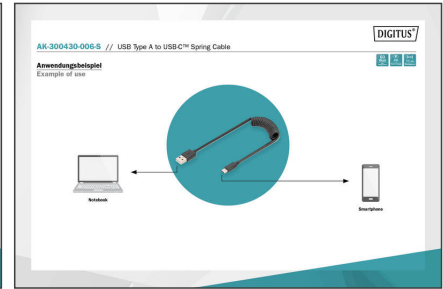 DIGITUS®
AK-300430-006-S // USB Type A to USB-C™ Spring Cable
Anwendungsbeispiel
Example of use
Notebook
Smartphone